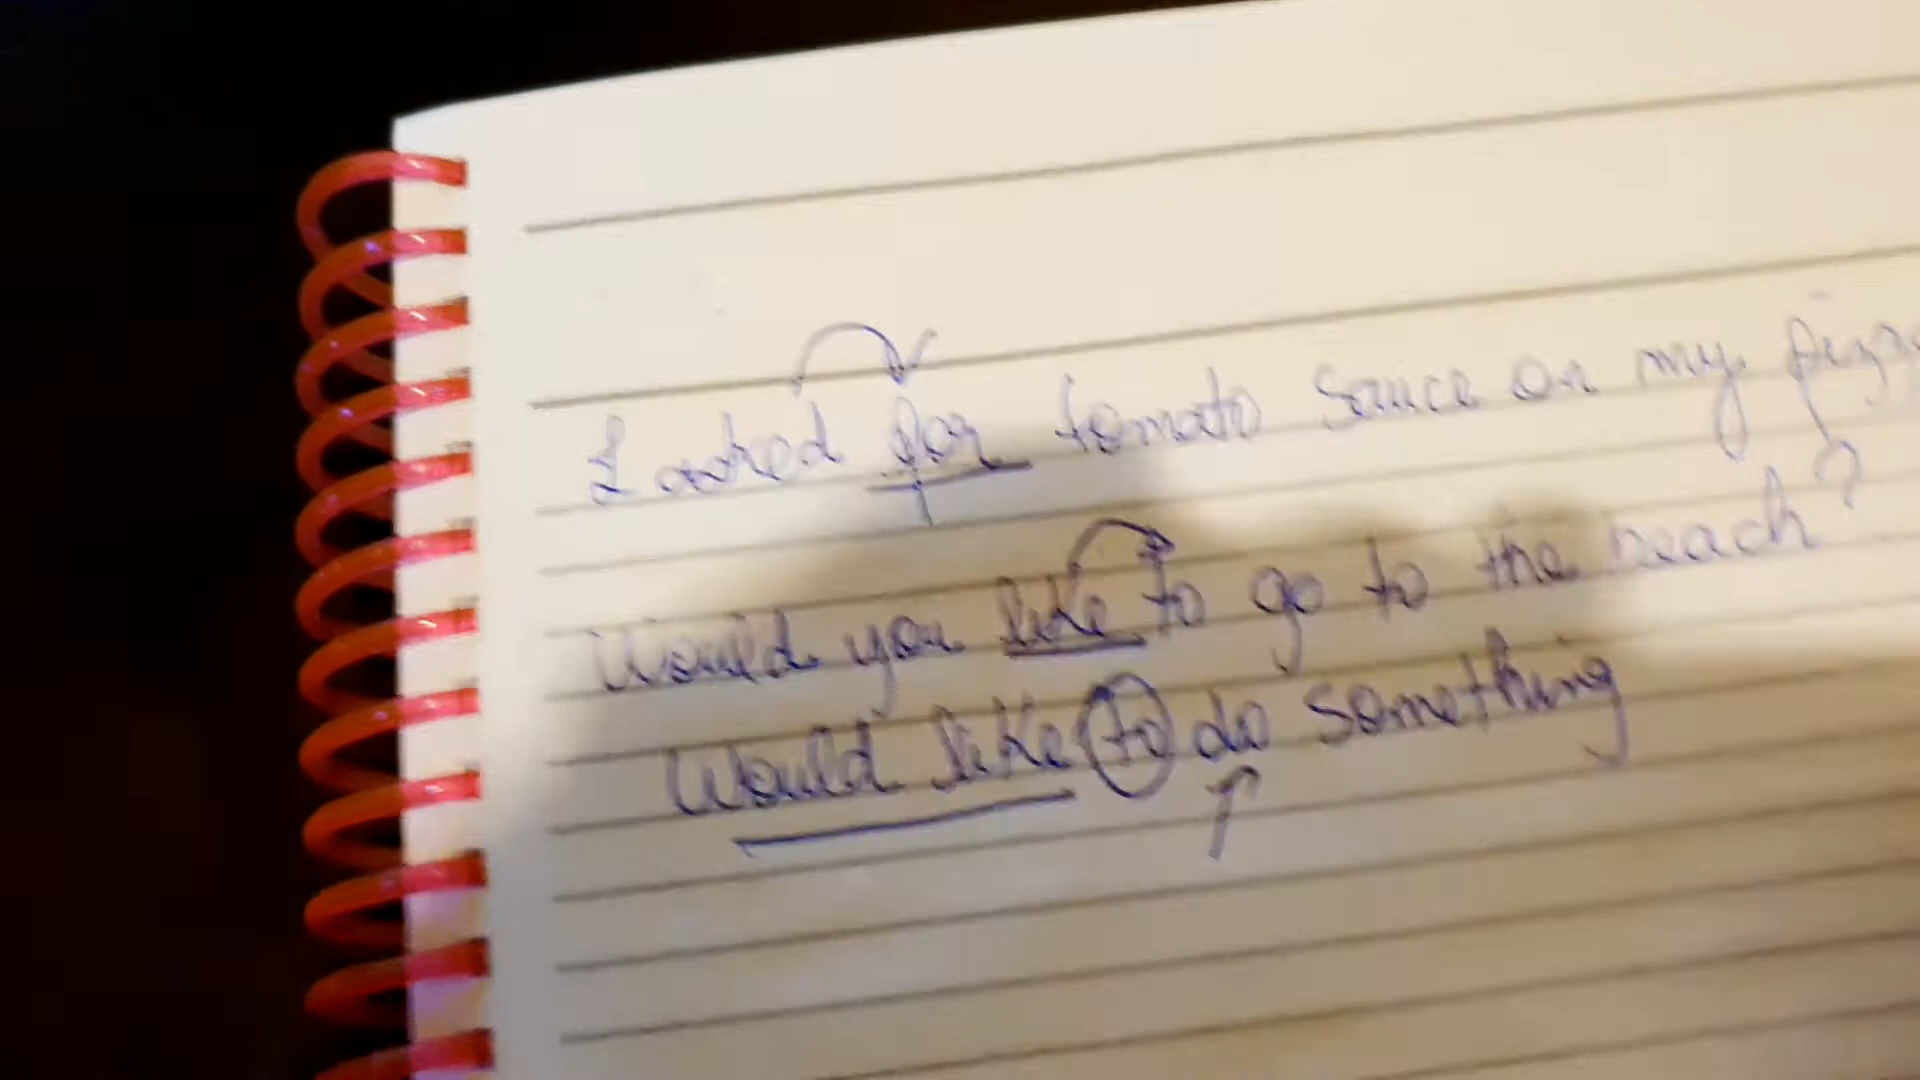 I asked for tomato sauce on my pizz
Would you like to go to the beach?
Would like to do something